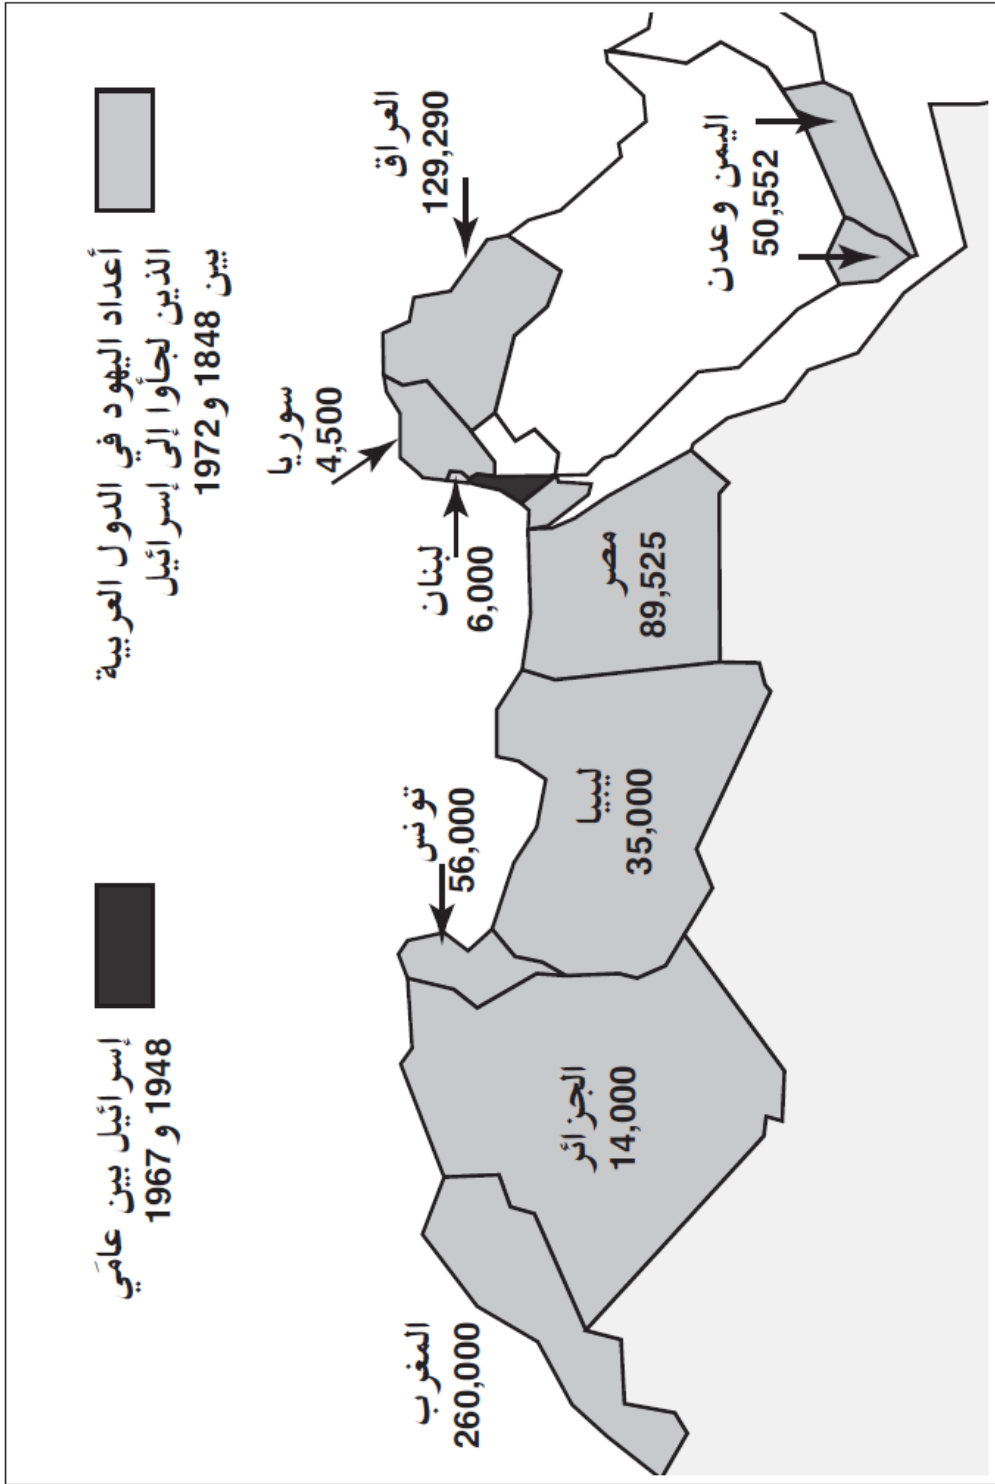 إسرائيل بين عامَي
1948 و 1967
أعداد اليهود في الدول العربية
الذين لجأوا إلى إسرائيل
بين 1848 و 1972
المغرب
260,000
الجزائر
14,000
تونس
56,000
ليبيا
35,000
مصر
89,525
لبنان
6,000
سوريا
4,500
العراق
129,290
اليمن وعدن
50,552